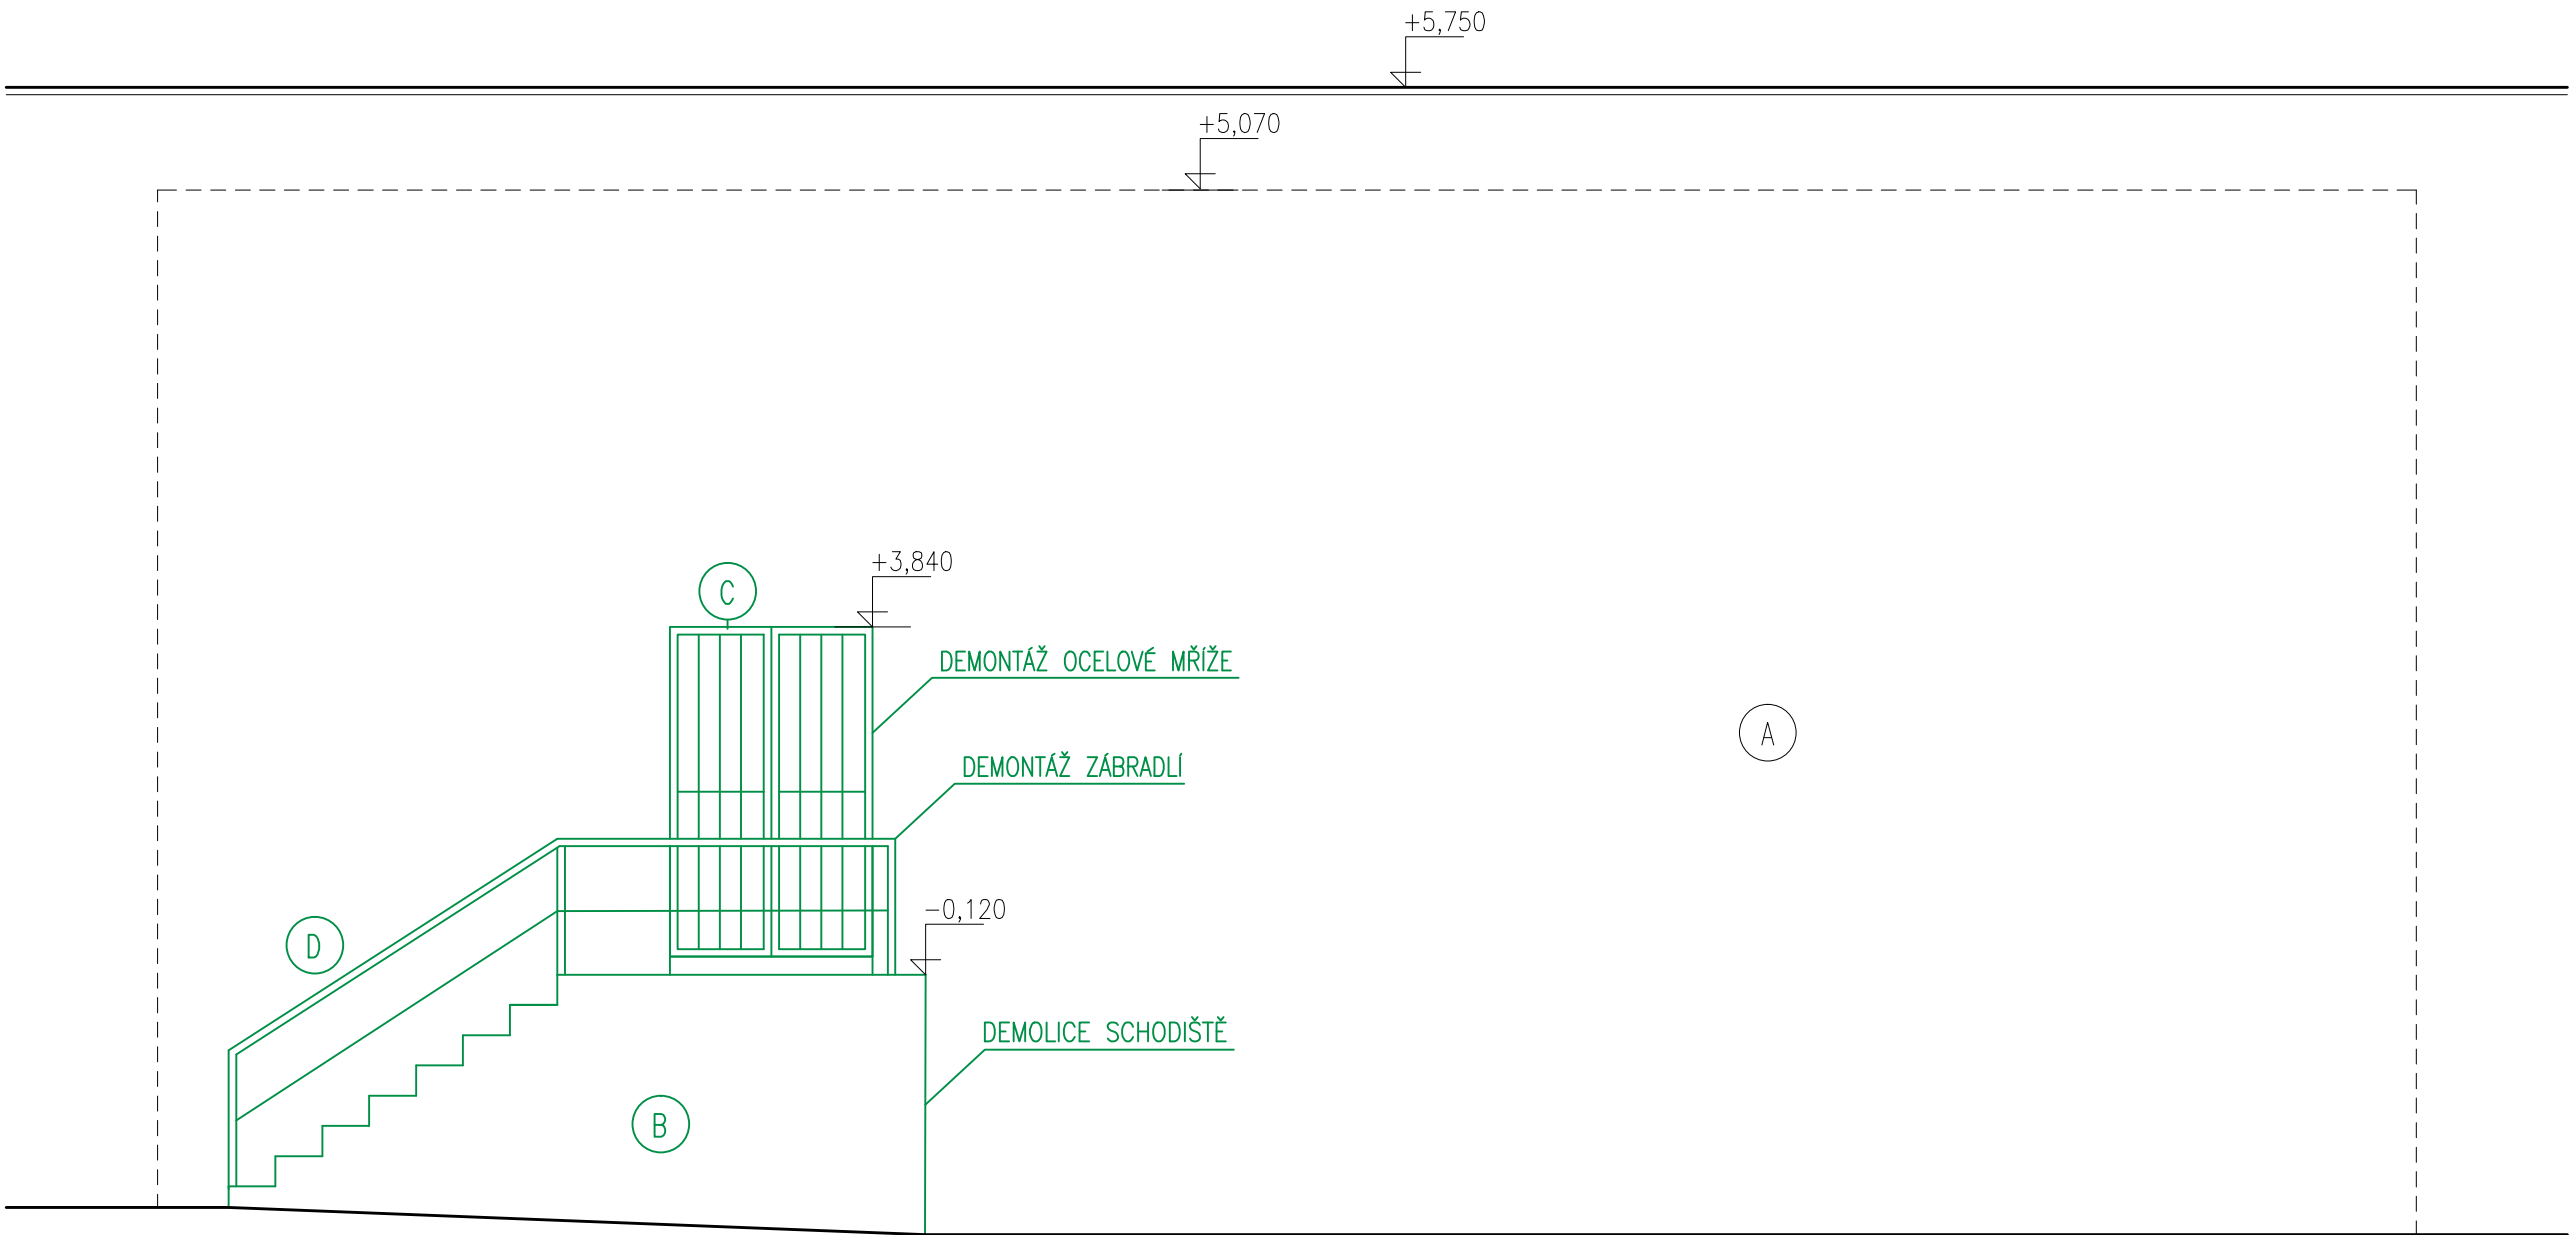 +5,750
+5,070
+3,840
C
DEMONTÁŽ OCELOVÉ MŘÍŽE
A
DEMONTÁŽ ZÁBRADLÍ
-0,120
D
DEMOLICE SCHODIŠTĚ
B